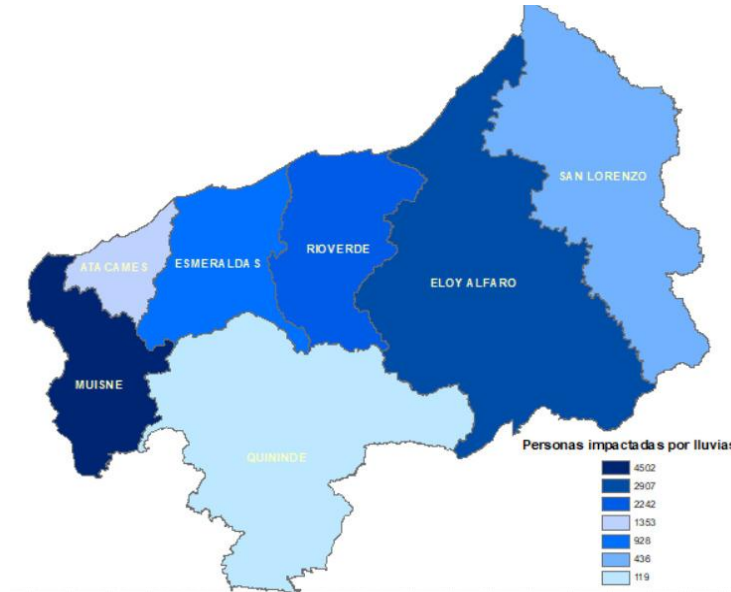 SAN LORENZO
RIOVERDE
ATACAMES
ESMERALDAS
ELOY ALFARO
MUISNE
QUININDE
Personas impactadas por lluvias
4502
2907
2242
1353
928
436
119